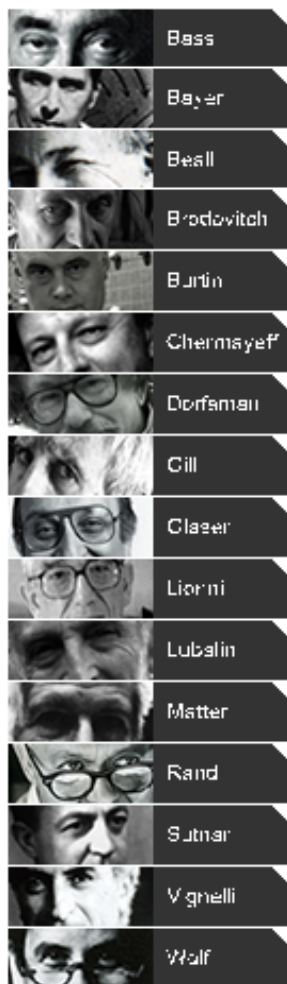 Bass
Bayer
Beall
Brodovitch
Burtin
Chermayeff
Dorfsman
Gill
Glaser
Lionni
Lubalin
Matter
Rand
Sutnar
Vignelli
Wolf